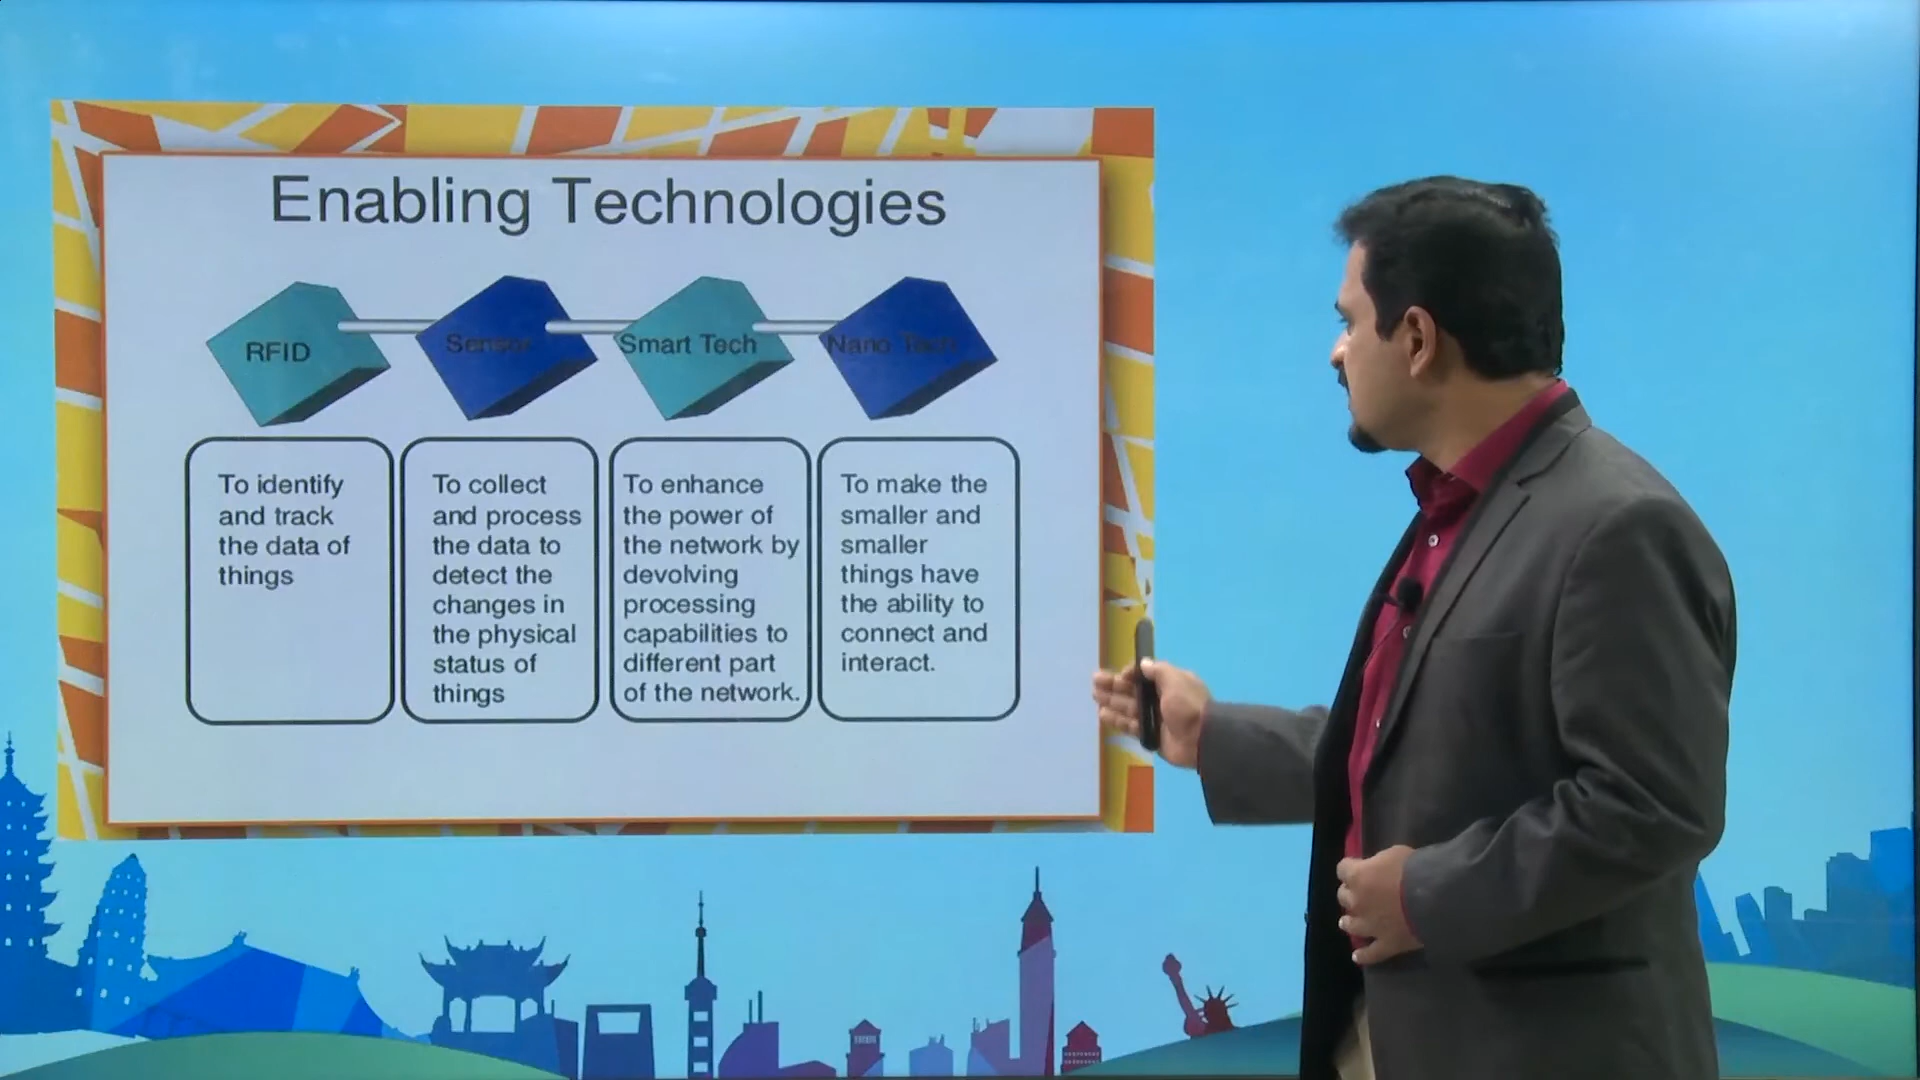 Enabling Technologies
RFID
Sensor
Smart Tech
Nano Tech
To identify
and track
the data of
things
To collect
and process
the data to
detect the
changes in
the physical
status of
things
To enhance
the power of
the network by
devolving
processing
capabilities to
different part
of the network.
To make the
smaller and
smaller
things have
the ability to
connect and
interact.